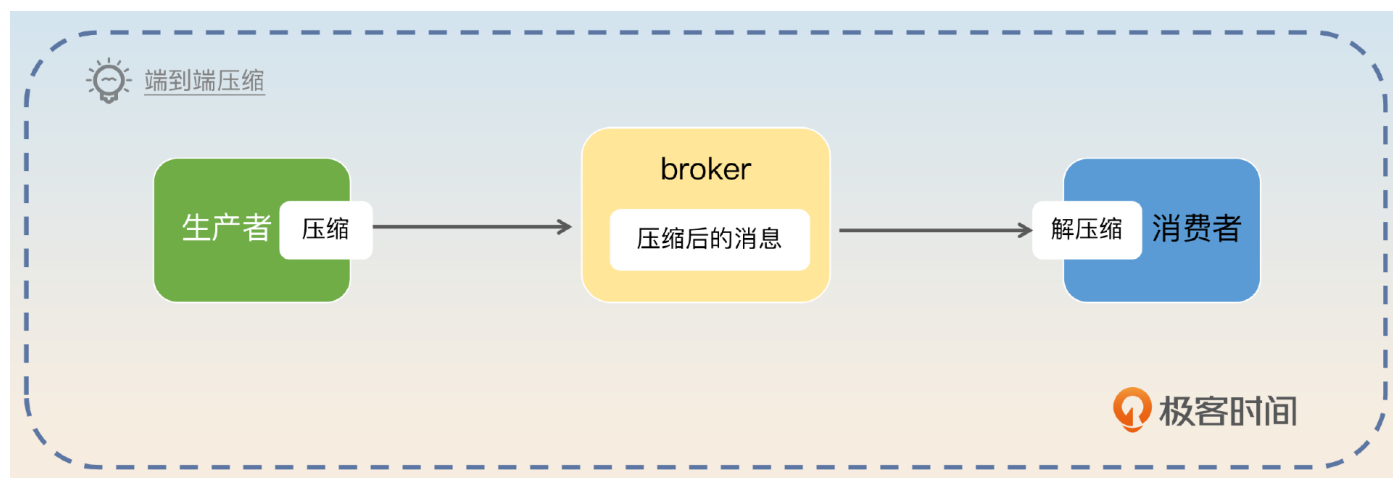 端到端压缩
broker
生产者
压缩
压缩后的消息
解压缩
消费者
极客时间